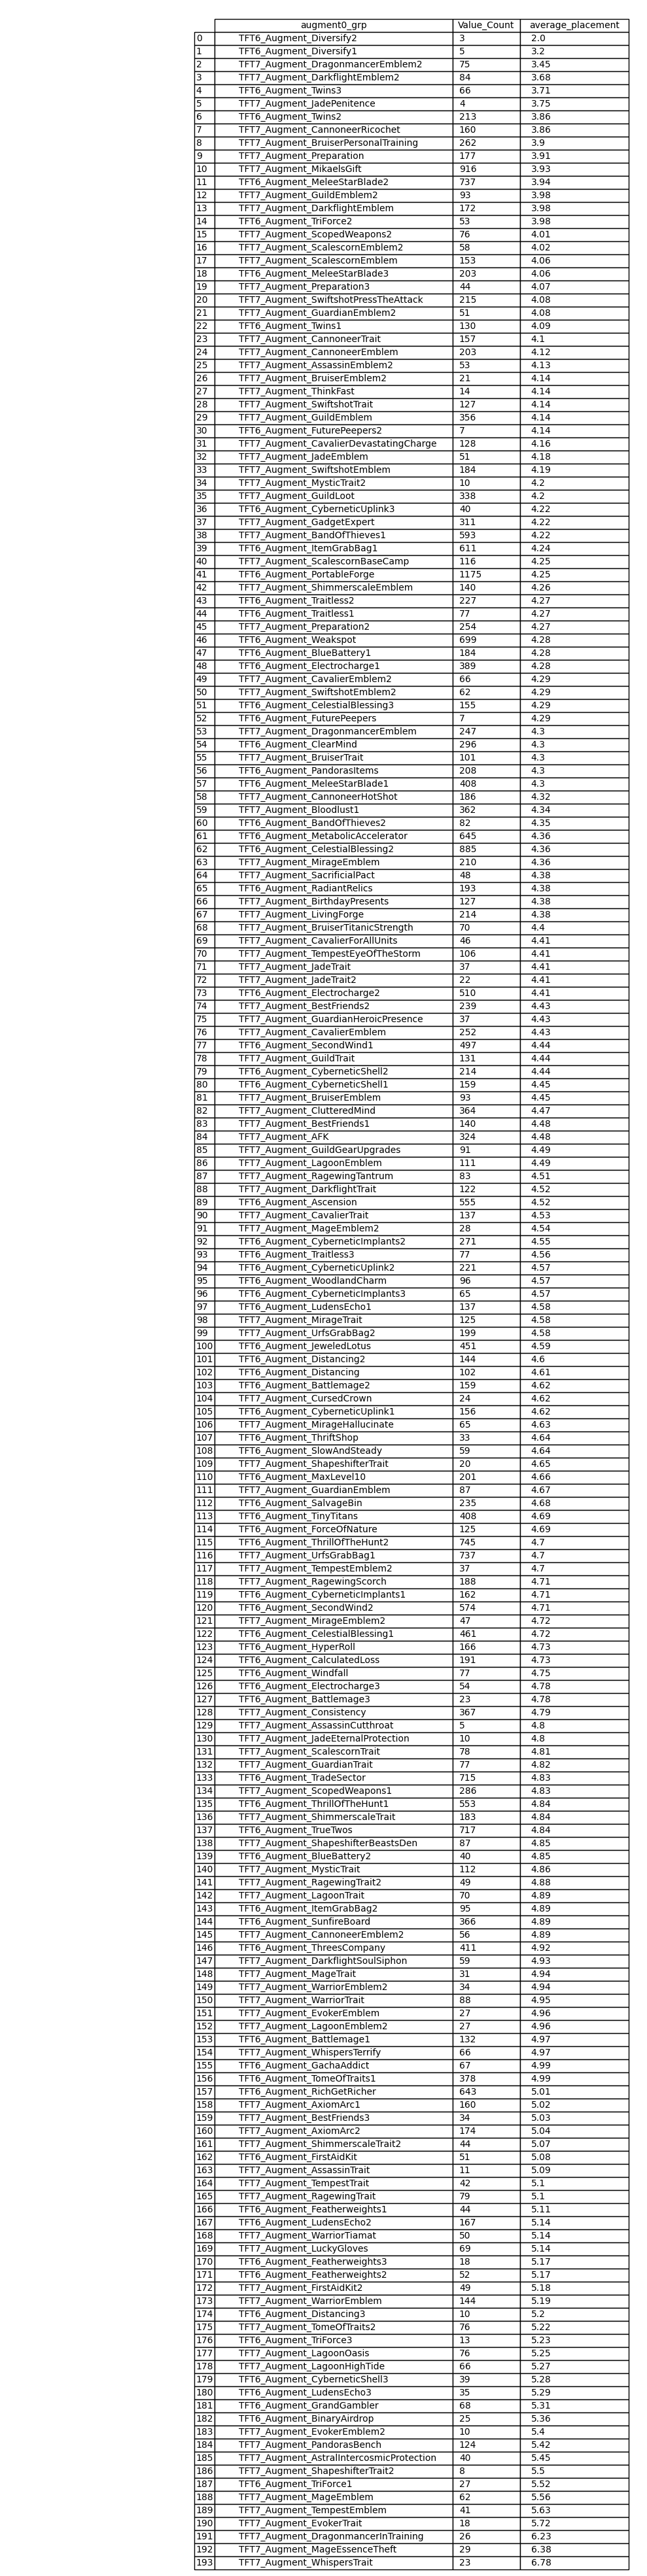 augment0_grp Value_Count average_placement
0 TFT6_Augment_Diversify2 3 2.0
1 TFT6_Augment_Diversify1 5 3.2
2 TFT7_Augment_DragonmancerEmblem2 75 3.45
3 TFT7_Augment_DarkflightEmblem2 84 3.68
4 TFT6_Augment_Twins3 66 3.71
5 TFT7_Augment_JadePenitence 4 3.75
6 TFT6_Augment_Twins2 213 3.86
7 TFT7_Augment_CannoneerRicochet 160 3.86
8 TFT7_Augment_BruiserPersonalTraining 262 3.9
9 TFT7_Augment_Preparation 177 3.91
10 TFT7_Augment_MikaelsGift 916 3.93
11 TFT6_Augment_MeleeStarBlade2 737 3.94
12 TFT7_Augment_GuildEmblem2 93 3.98
13 TFT7_Augment_DarkflightEmblem 172 3.98
14 TFT6_Augment_TriForce2 53 3.98
15 TFT7_Augment_ScopedWeapons2 76 4.01
16 TFT7_Augment_ScalescornEmblem2 58 4.02
17 TFT7_Augment_ScalescornEmblem 153 4.06
18 TFT6_Augment_MeleeStarBlade3 203 4.06
19 TFT7_Augment_Preparation3 44 4.07
20 TFT7_Augment_SwiftshotPressTheAttack 215 4.08
21 TFT7_Augment_GuardianEmblem2 51 4.08
22 TFT6_Augment_Twins1 130 4.09
23 TFT7_Augment_CannoneerTrait 157 4.1
24 TFT7_Augment_CannoneerEmblem 203 4.12
25 TFT7_Augment_AssassinEmblem2 53 4.13
26 TFT7_Augment_BruiserEmblem2 21 4.14
27 TFT7_Augment_ThinkFast 14 4.14
28 TFT7_Augment_SwiftshotTrait 127 4.14
29 TFT7_Augment_GuildEmblem 356 4.14
30 TFT6_Augment_FuturePeepers2 7 4.14
31 TFT7_Augment_CavalierDevastatingCharge 128 4.16
32 TFT7_Augment_JadeEmblem 51 4.18
33 TFT7_Augment_SwiftshotEmblem 184 4.19
34 TFT7_Augment_MysticTrait2 10 4.2
35 TFT7_Augment_GuildLoot 338 4.2
36 TFT6_Augment_CyberneticUplink3 40 4.22
37 TFT7_Augment_GadgetExpert 311 4.22
38 TFT7_Augment_BandOfThieves1 593 4.22
39 TFT6_Augment_ItemGrabBag1 611 4.24
40 TFT7_Augment_ScalescornBaseCamp 116 4.25
41 TFT6_Augment_PortableForge 1175 4.25
42 TFT7_Augment_ShimmerscaleEmblem 140 4.26
43 TFT6_Augment_Traitless2 227 4.27
44 TFT6_Augment_Traitless1 77 4.27
45 TFT7_Augment_Preparation2 254 4.27
46 TFT6_Augment_Weakspot 699 4.28
47 TFT6_Augment_BlueBattery1 184 4.28
48 TFT6_Augment_Electrocharge1 389 4.28
49 TFT7_Augment_CavalierEmblem2 66 4.29
50 TFT7_Augment_SwiftshotEmblem2 62 4.29
51 TFT6_Augment_CelestialBlessing3 155 4.29
52 TFT6_Augment_FuturePeepers 7 4.29
53 TFT7_Augment_DragonmancerEmblem 247 4.3
54 TFT6_Augment_ClearMind 296 4.3
55 TFT7_Augment_BruiserTrait 101 4.3
56 TFT6_Augment_PandorasItems 208 4.3
57 TFT6_Augment_MeleeStarBlade1 408 4.3
58 TFT7_Augment_CannoneerHotShot 186 4.32
59 TFT7_Augment_Bloodlust1 362 4.34
60 TFT7_Augment_BandOfThieves2 82 4.35
61 TFT6_Augment_MetabolicAccelerator 645 4.36
62 TFT6_Augment_CelestialBlessing2 885 4.36
63 TFT7_Augment_MirageEmblem 210 4.36
64 TFT7_Augment_SacrificialPact 48 4.38
65 TFT6_Augment_RadiantRelics 193 4.38
66 TFT7_Augment_BirthdayPresents 127 4.38
67 TFT7_Augment_LivingForge 214 4.38
68 TFT7_Augment_BruiserTitanicStrength 70 4.4
69 TFT7_Augment_CavalierForAllUnits 46 4.41
70 TFT7_Augment_TempestEyeOfTheStorm 106 4.41
71 TFT7_Augment_JadeTrait 37 4.41
72 TFT7_Augment_JadeTrait2 22 4.41
73 TFT6_Augment_Electrocharge2 510 4.41
74 TFT7_Augment_BestFriends2 239 4.43
75 TFT7_Augment_GuardianHeroicPresence 37 4.43
76 TFT7_Augment_CavalierEmblem 252 4.43
77 TFT6_Augment_SecondWind1 497 4.44
78 TFT7_Augment_GuildTrait 131 4.44
79 TFT6_Augment_CyberneticShell2 214 4.44
80 TFT6_Augment_CyberneticShell1 159 4.45
81 TFT7_Augment_BruiserEmblem 93 4.45
82 TFT7_Augment_ClutteredMind 364 4.47
83 TFT7_Augment_BestFriends1 140 4.48
84 TFT7_Augment_AFK 324 4.48
85 TFT7_Augment_GuildGearUpgrades 91 4.49
86 TFT7_Augment_LagoonEmblem 111 4.49
87 TFT7_Augment_RagewingTantrum 83 4.51
88 TFT7_Augment_DarkflightTrait 122 4.52
89 TFT6_Augment_Ascension 555 4.52
90 TFT7_Augment_CavalierTrait 137 4.53
91 TFT7_Augment_MageEmblem2 28 4.54
92 TFT6_Augment_CyberneticImplants2 271 4.55
93 TFT6_Augment_Traitless3 77 4.56
94 TFT6_Augment_CyberneticUplink2 221 4.57
95 TFT6_Augment_WoodlandCharm 96 4.57
96 TFT6_Augment_CyberneticImplants3 65 4.57
97 TFT6_Augment_LudensEcho1 137 4.58
98 TFT7_Augment_MirageTrait 125 4.58
99 TFT7_Augment_UrfsGrabBag2 199 4.58
100 TFT6_Augment_JeweledLotus 451 4.59
101 TFT6_Augment_Distancing2 144 4.6
102 TFT6_Augment_Distancing 102 4.61
103 TFT6_Augment_Battlemage2 159 4.62
104 TFT7_Augment_CursedCrown 24 4.62
105 TFT6_Augment_CyberneticUplink1 156 4.62
106 TFT7_Augment_MirageHallucinate 65 4.63
107 TFT6_Augment_ThriftShop 33 4.64
108 TFT6_Augment_SlowAndSteady 59 4.64
109 TFT7_Augment_ShapeshifterTrait 20 4.65
110 TFT6_Augment_MaxLevel10 201 4.66
111 TFT7_Augment_GuardianEmblem 87 4.67
112 TFT6_Augment_SalvageBin 235 4.68
113 TFT6_Augment_TinyTitans 408 4.69
114 TFT6_Augment_ForceOfNature 125 4.69
115 TFT6_Augment_ThrillOfTheHunt2 745 4.7
116 TFT7_Augment_UrfsGrabBag1 737 4.7
117 TFT7_Augment_TempestEmblem2 37 4.7
118 TFT7_Augment_RagewingScorch 188 4.71
119 TFT6_Augment_CyberneticImplants1 162 4.71
120 TFT6_Augment_SecondWind2 574 4.71
121 TFT7_Augment_MirageEmblem2 47 4.72
122 TFT6_Augment_CelestialBlessing1 461 4.72
123 TFT6_Augment_HyperRoll 166 4.73
124 TFT6_Augment_CalculatedLoss 191 4.73
125 TFT6_Augment_Windfall 77 4.75
126 TFT6_Augment_Electrocharge3 54 4.78
127 TFT6_Augment_Battlemage3 23 4.78
128 TFT7_Augment_Consistency 367 4.79
129 TFT7_Augment_AssassinCutthroat 5 4.8
130 TFT7_Augment_JadeEternalProtection 10 4.8
131 TFT7_Augment_ScalescornTrait 78 4.81
132 TFT7_Augment_GuardianTrait 77 4.82
133 TFT6_Augment_TradeSector 715 4.83
134 TFT7_Augment_ScopedWeapons1 286 4.83
135 TFT6_Augment_ThrillOfTheHunt1 553 4.84
136 TFT7_Augment_ShimmerscaleTrait 183 4.84
137 TFT6_Augment_TrueTwos 717 4.84
138 TFT7_Augment_ShapeshifterBeastsDen 87 4.85
139 TFT6_Augment_BlueBattery2 40 4.85
140 TFT7_Augment_MysticTrait 112 4.86
141 TFT7_Augment_RagewingTrait2 49 4.88
142 TFT7_Augment_LagoonTrait 70 4.89
143 TFT6_Augment_ItemGrabBag2 95 4.89
144 TFT6_Augment_SunfireBoard 366 4.89
145 TFT7_Augment_CannoneerEmblem2 56 4.89
146 TFT6_Augment_ThreesCompany 411 4.92
147 TFT7_Augment_DarkflightSoulSiphon 59 4.93
148 TFT7_Augment_MageTrait 31 4.94
149 TFT7_Augment_WarriorEmblem2 34 4.94
150 TFT7_Augment_WarriorTrait 88 4.95
151 TFT7_Augment_EvokerEmblem 27 4.96
152 TFT7_Augment_LagoonEmblem2 27 4.96
153 TFT6_Augment_Battlemage1 132 4.97
154 TFT7_Augment_WhispersTerrify 66 4.97
155 TFT6_Augment_GachaAddict 67 4.99
156 TFT6_Augment_TomeOfTraits1 378 4.99
157 TFT6_Augment_RichGetRicher 643 5.01
158 TFT7_Augment_AxiomArc1 160 5.02
159 TFT7_Augment_BestFriends3 34 5.03
160 TFT7_Augment_AxiomArc2 174 5.04
161 TFT7_Augment_ShimmerscaleTrait2 44 5.07
162 TFT6_Augment_FirstAidKit 51 5.08
163 TFT7_Augment_AssassinTrait 11 5.09
164 TFT7_Augment_TempestTrait 42 5.1
165 TFT7_Augment_RagewingTrait 79 5.1
166 TFT6_Augment_Featherweights1 44 5.11
167 TFT6_Augment_LudensEcho2 167 5.14
168 TFT7_Augment_WarriorTiamat 50 5.14
169 TFT7_Augment_LuckyGloves 69 5.14
170 TFT6_Augment_Featherweights3 18 5.17
171 TFT6_Augment_Featherweights2 52 5.17
172 TFT7_Augment_FirstAidKit2 49 5.18
173 TFT7_Augment_WarriorEmblem 144 5.19
174 TFT6_Augment_Distancing3 10 5.2
175 TFT7_Augment_TomeOfTraits2 76 5.22
176 TFT6_Augment_TriForce3 13 5.23
177 TFT7_Augment_LagoonOasis 76 5.25
178 TFT7_Augment_LagoonHighTide 66 5.27
179 TFT6_Augment_CyberneticShell3 39 5.28
180 TFT6_Augment_LudensEcho3 35 5.29
181 TFT6_Augment_GrandGambler 68 5.31
182 TFT6_Augment_BinaryAirdrop 25 5.36
183 TFT7_Augment_EvokerEmblem2 10 5.4
184 TFT7_Augment_PandorasBench 124 5.42
185 TFT7_Augment_AstralIntercosmicProtection 40 5.45
186 TFT7_Augment_ShapeshifterTrait2 8 5.5
187 TFT6_Augment_TriForce1 27 5.52
188 TFT7_Augment_MageEmblem 62 5.56
189 TFT7_Augment_TempestEmblem 41 5.63
190 TFT7_Augment_EvokerTrait 18 5.72
191 TFT7_Augment_DragonmancerInTraining 26 6.23
192 TFT7_Augment_MageEssenceTheft 29 6.38
193 TFT7_Augment_WhispersTrait 23 6.78